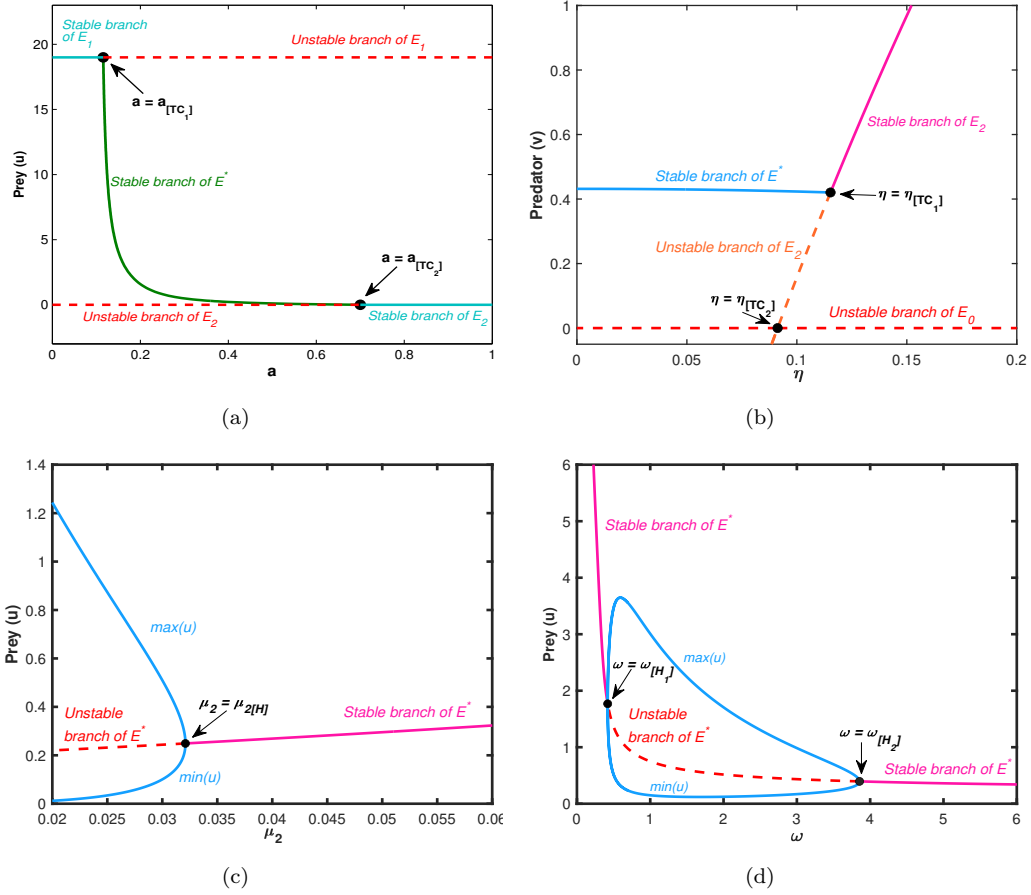 Stable branch
of E1
Unstable branch of E1
a = a[TC1]
Stable branch of E*
a = a[TC2]
Unstable branch of E2
Stable branch of E2
Prey (u)
20
15
10
5
0
0
0.2
0.4
0.6
0.8
1
a
(a)
Stable branch of E2
Stable branch of E*
η = η[TC1]
Unstable branch of E2
η = η[TC2]
Unstable branch of E0
Predator (v)
1
0.8
0.6
0.4
0.2
0
0
0.05
0.1
0.15
0.2
η
(b)
max(u)
μ2 = μ2[H]
Unstable
branch of E*
Stable branch of E*
min(u)
Prey (u)
1.4
1.2
1
0.8
0.6
0.4
0.2
0
0.02
0.025
0.03
0.035
0.04
0.045
0.05
0.055
0.06
μ2
(c)
Stable branch of E*
max(u)
ω = ω[H1]
Unstable
branch of E*
ω = ω[H2]
min(u)
Stable branch of E*
Prey (u)
6
5
4
3
2
1
0
0
1
2
3
4
5
6
ω
(d)